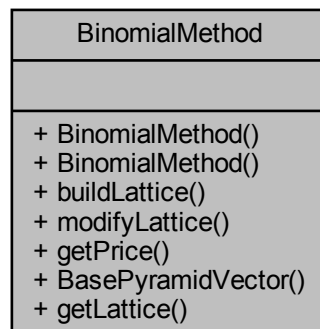 BinomialMethod
+ BinomialMethod()
+ BinomialMethod()
+ buildLattice()
+ modifyLattice()
+ getPrice()
+ BasePyramidVector()
+ getLattice()